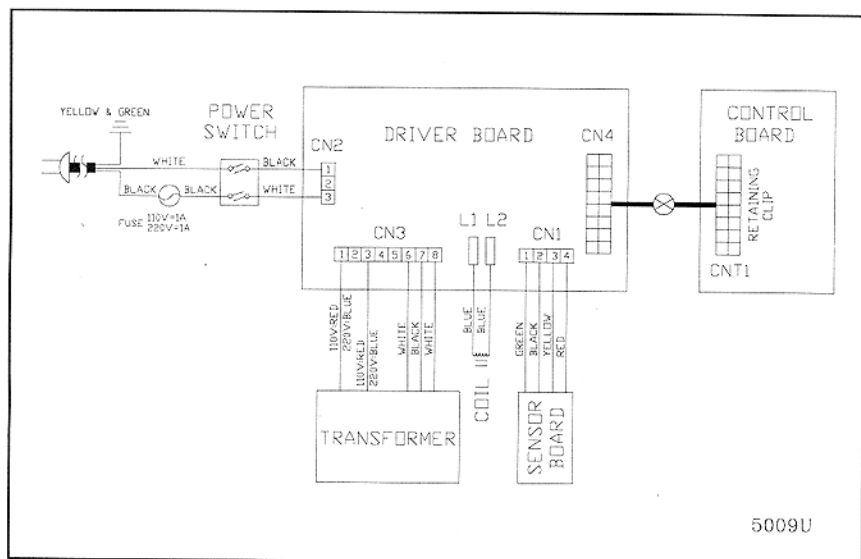 YELLOW & GREEN
POWER
SWITCH
WHITE
BLACK
BLACK
BLACK
WHITE
FUSE 110V=1A
220V=1A
CN2
1
2
3
DRIVER BOARD
CN4
CONTROL
BOARD
RETAINING
CLIP
CNT1
CN3
1 2 3 4 5 6 7 8
L1 L2
CN1
1 2 3 4
110V:RED
220V:BLUE
110V:RED
220V:BLUE
WHITE
BLACK
WHITE
BLUE
BLUE
COIL
GREEN
BLACK
YELLOW
RED
TRANSFORMER
SENSOR
BOARD
5009U